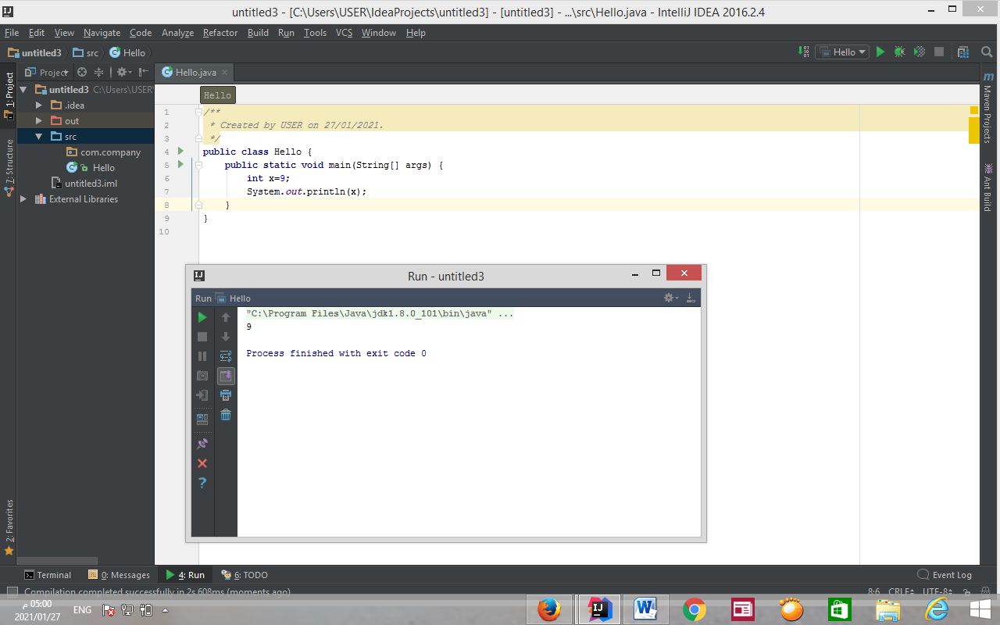 untitled3 - [C:\Users\USER\IdeaProjects\untitled3] - [untitled3] - ...\src\Hello.java - IntelliJ IDEA 2016.2.4
File Edit View Navigate Code Analyze Refactor Build Run Tools VCS Window Help
untitled3 src Hello
Hello
Project
Hello.java
1: Project
7: Structure
2: Favorites
untitled3 C:\Users\USER
.idea
out
src
com.company
Hello
untitled3.iml
External Libraries
Hello
1 /**
2 * Created by USER on 27/01/2021.
3 */
4 public class Hello {
5 public static void main(String[] args) {
6 int x=9;
7 System.out.println(x);
8 }
9 }
10
m Maven Projects
Ant Build
IJ Run - untitled3
Run Hello
"C:\Program Files\Java\jdk1.8.0_101\bin\java" ...
9
Process finished with exit code 0
Terminal 0: Messages 4: Run 6: TODO Event Log
Compilation completed successfully in 2s 608ms (moments ago) 8:6 CRLF UTF-8
05:00 م
2021/01/27
ENG